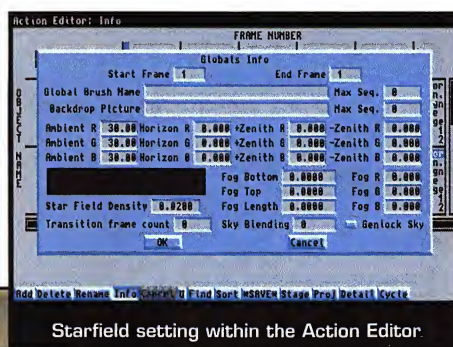 Action Editor: Info
FRAME NUMBER
Globals Info
Start Frame 1 End Frame 1
Global Brush Name Max Seq. 0
Backdrop Picture Max Seq. 0
Ambient R 30.00 Horizon R 0.000 +Zenith R 0.000 -Zenith R 0.000
Ambient G 30.00 Horizon G 0.000 +Zenith G 0.000 -Zenith G 0.000
Ambient B 30.00 Horizon B 0.000 +Zenith B 0.000 -Zenith B 0.000
Fog Bottom 0.0000 Fog R 0.000
Fog Top 0.0000 Fog G 0.000
Star Field Density 0.0200 Fog Length 0.0000 Fog B 0.000
Transition frame count 0 Sky Blending 0 Genlock Sky
OK Cancel
OBJECT NAME
Add Delete Rename Info Cancel U Find Sort *SAVE* Stage Proj Detail Cycle
Starfield setting within the Action Editor